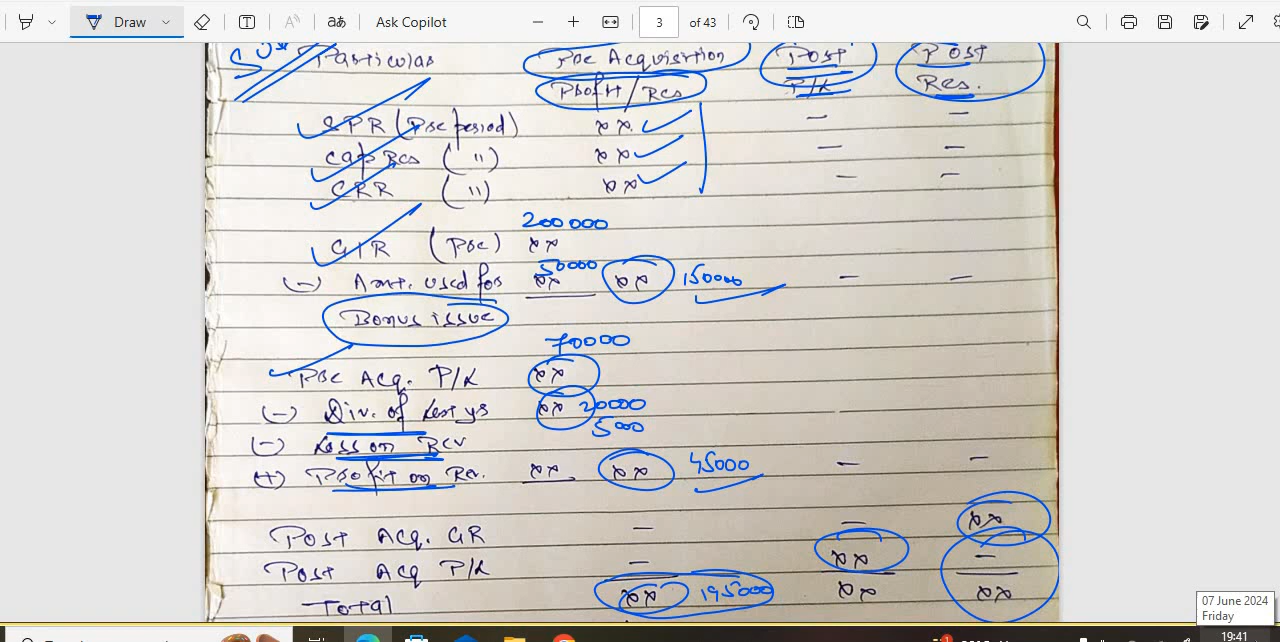 Draw
Ask Copilot
3 of 43
Particulas Pre Acquisition Post Post
Profit/Res P/L Res.
SPR (Pre period) xx. - -
Cap Res ( " ) xx - -
CRR ( " ) xx - -
200000
GIR (Pre) xx
50000
(-) Amt. used for xx xx 150000 - -
Bonus issue
70000
Pre Acq. P/L xx
(-) Div. of last yr xx 20000
5000
(-) Loss on Rev
(+) Profit on Rev. xx. xx 45000 - -
Post Acq. GR - - xx
Post Acq P/L - xx -
Total xx 195000 xx xx
07 June 2024
Friday
19:41